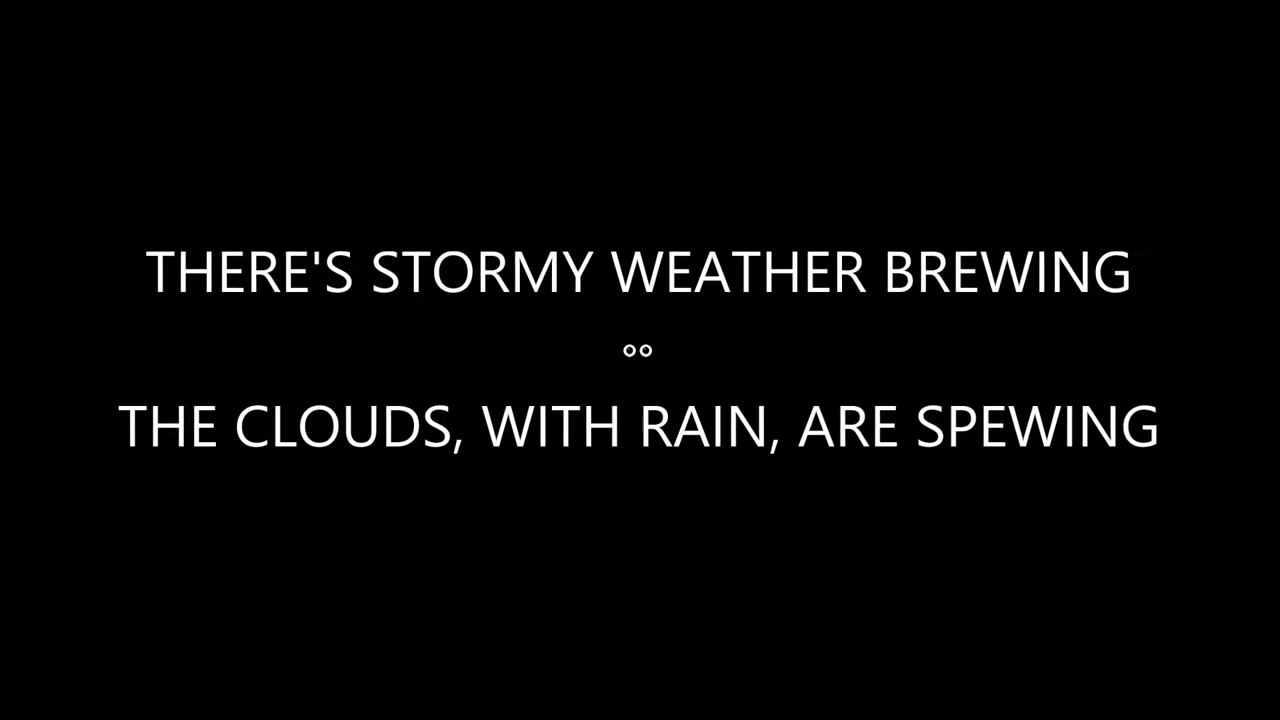 THERE'S STORMY WEATHER BREWING
°°
THE CLOUDS, WITH RAIN, ARE SPEWING